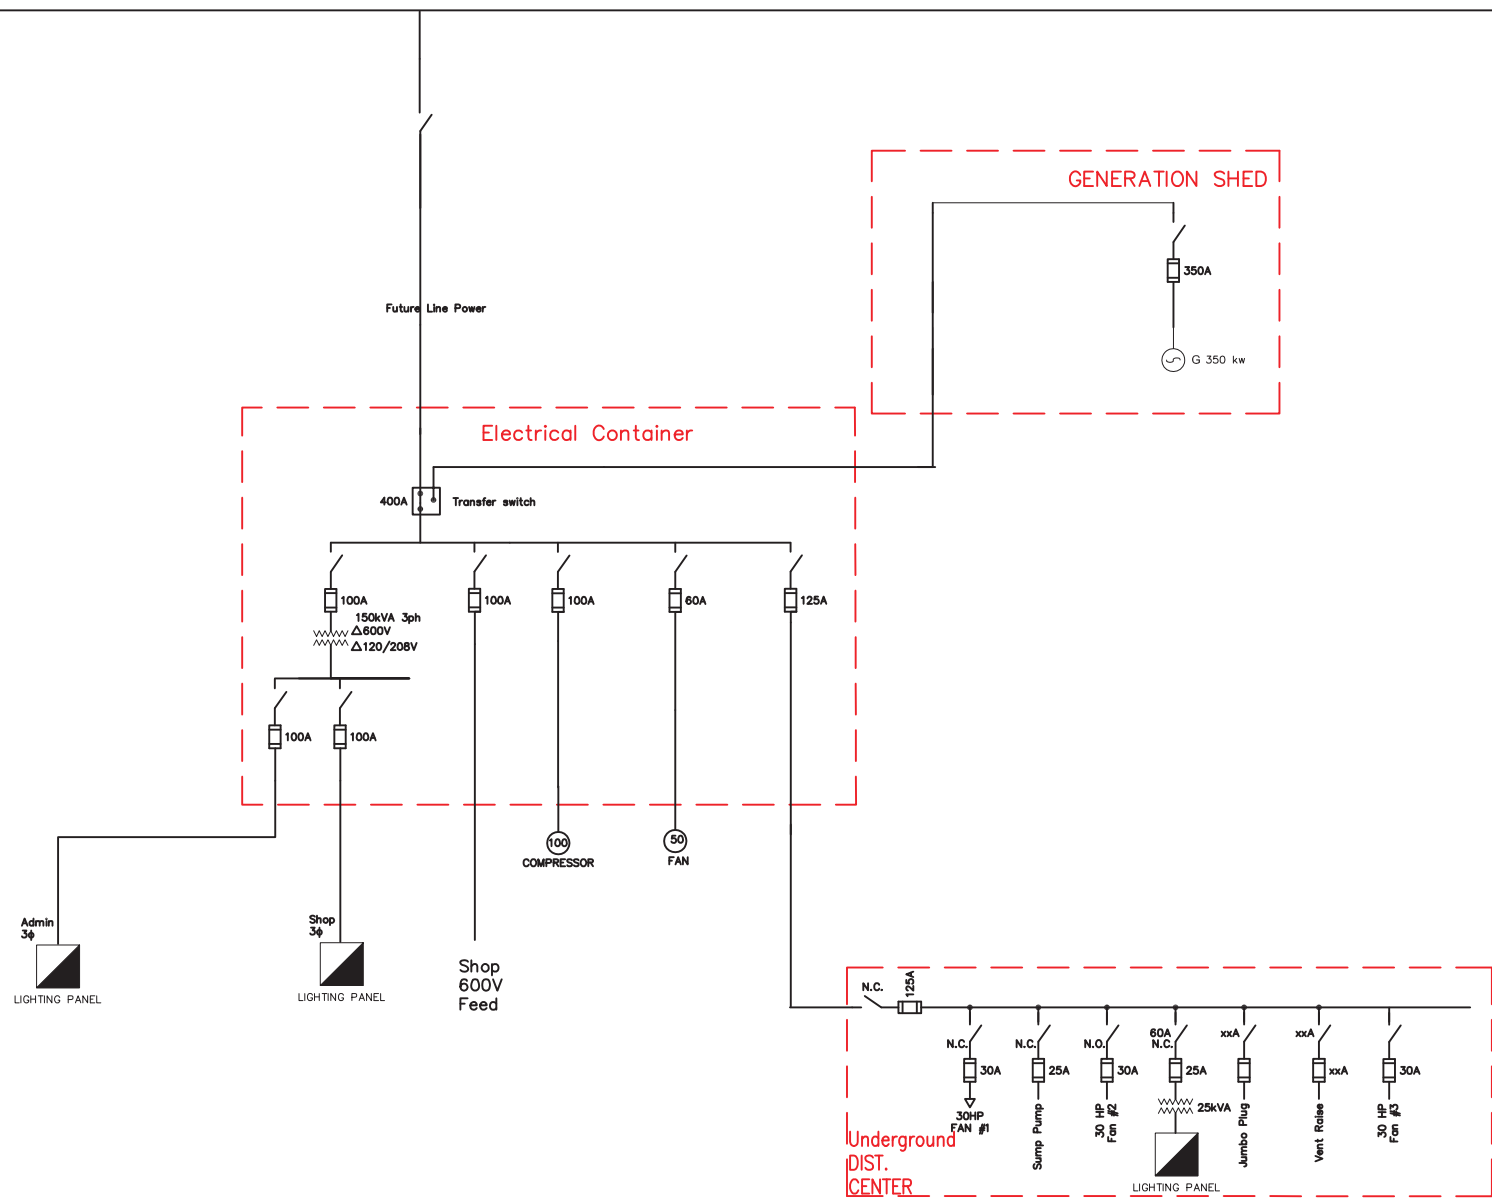 GENERATION SHED
350A
G 350 kw
Future Line Power
Electrical Container
400A
Transfer switch
100A
100A
100A
60A
125A
150kVA 3ph
Δ600V
Δ120/208V
100A
100A
100
COMPRESSOR
50
FAN
Admin
3ϕ
LIGHTING PANEL
Shop
3ϕ
LIGHTING PANEL
Shop
600V
Feed
N.C.
125A
N.C.
30A
30HP
FAN #1
N.C.
25A
Sump Pump
N.O.
30A
30 HP
Fan #2
60A
N.C.
25A
25kVA
LIGHTING PANEL
xxA
Jumbo Plug
xxA
xxA
Vent Raise
30A
30 HP
Fan #3
Underground
DIST.
CENTER